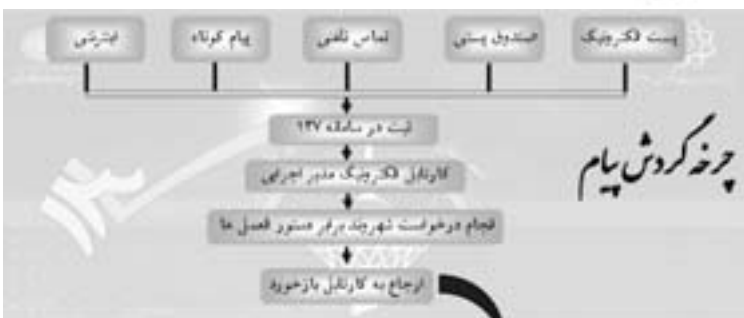 پست الکترونیک
صندوق پستی
تماس تلفنی
پیام کوتاه
اینترنتی
ثبت در سامانه ۱۳۷
چرخه گردش پیام
کارتابل الکترونیک مدیر اجرایی
انجام درخواست شهروند برابر دستور العمل ها
ارجاع به کارتابل بازخورد